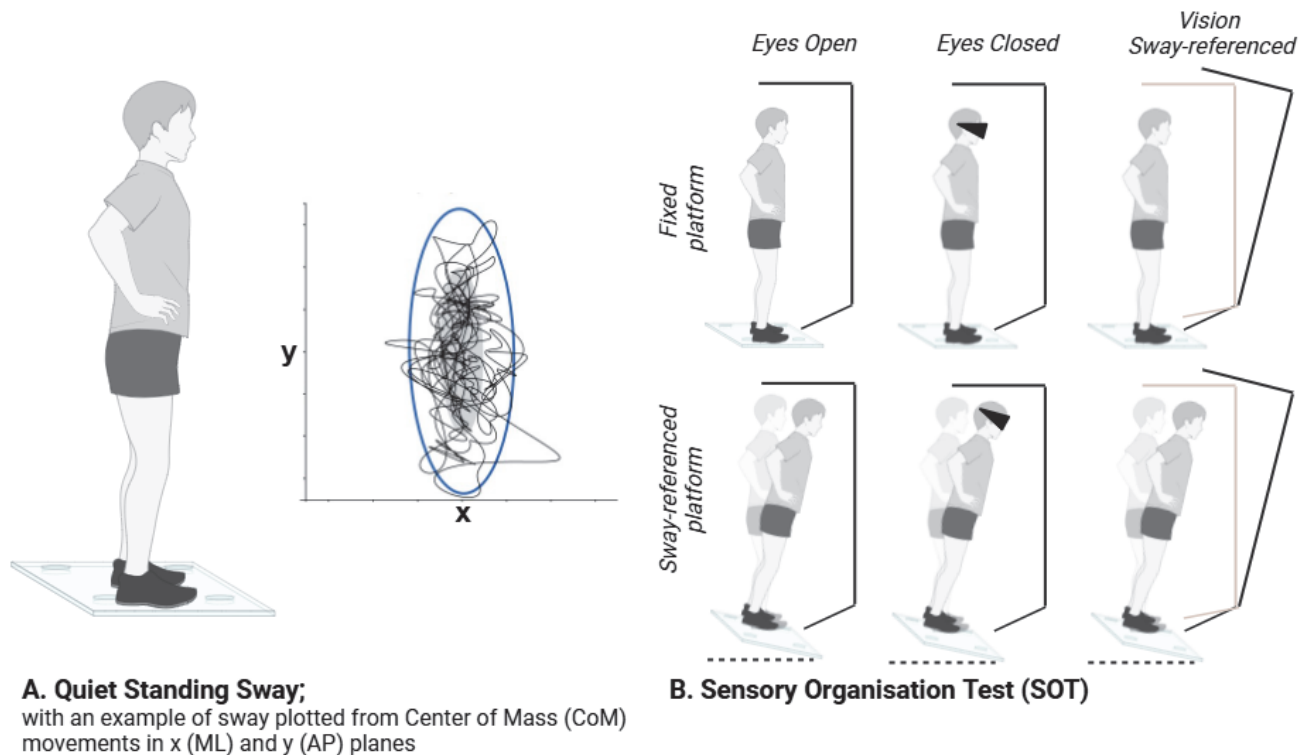 Eyes Open
Eyes Closed
Vision
Sway-referenced
Fixed
platform
y
x
Sway-referenced
platform
A. Quiet Standing Sway;
with an example of sway plotted from Center of Mass (CoM)
movements in x (ML) and y (AP) planes
B. Sensory Organisation Test (SOT)